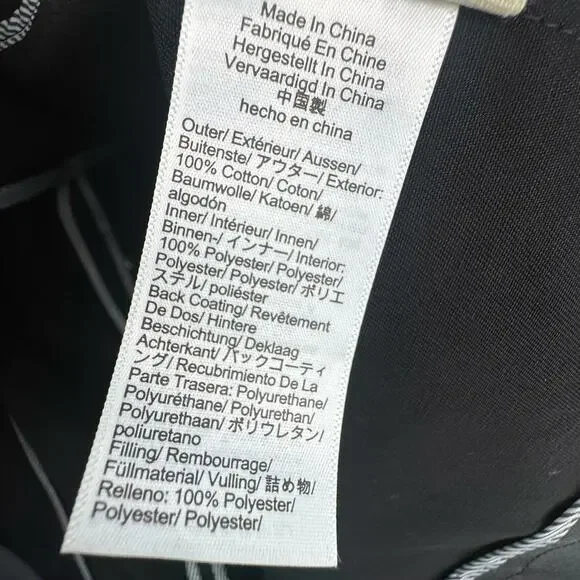 Made In China
Fabriqué En Chine
Hergestellt In China
Vervaardigd In China
中国製
hecho en china
Outer/ Extérieur/ Aussen/
Buitenste/ アウター/ Exterior:
100% Cotton/ Coton/
Baumwolle/ Katoen/ 綿/
algodón
Inner/ Intérieur/ Innen/
Binnen-/ インナー/ Interior:
100% Polyester/ Polyester/
Polyester/ Polyester/ ポリエ
ステル/ poliéster
Back Coating/ Revêtement
De Dos/ Hintere
Beschichtung/ Deklaag
Achterkant/ バックコーティ
ング/ Recubrimiento De La
Parte Trasera: Polyurethane/
Polyuréthane/ Polyurethan/
Polyurethaan/ ポリウレタン/
poliuretano
Filling/ Rembourrage/
Füllmaterial/ Vulling/ 詰め物/
Relleno: 100% Polyester/
Polyester/ Polyester/